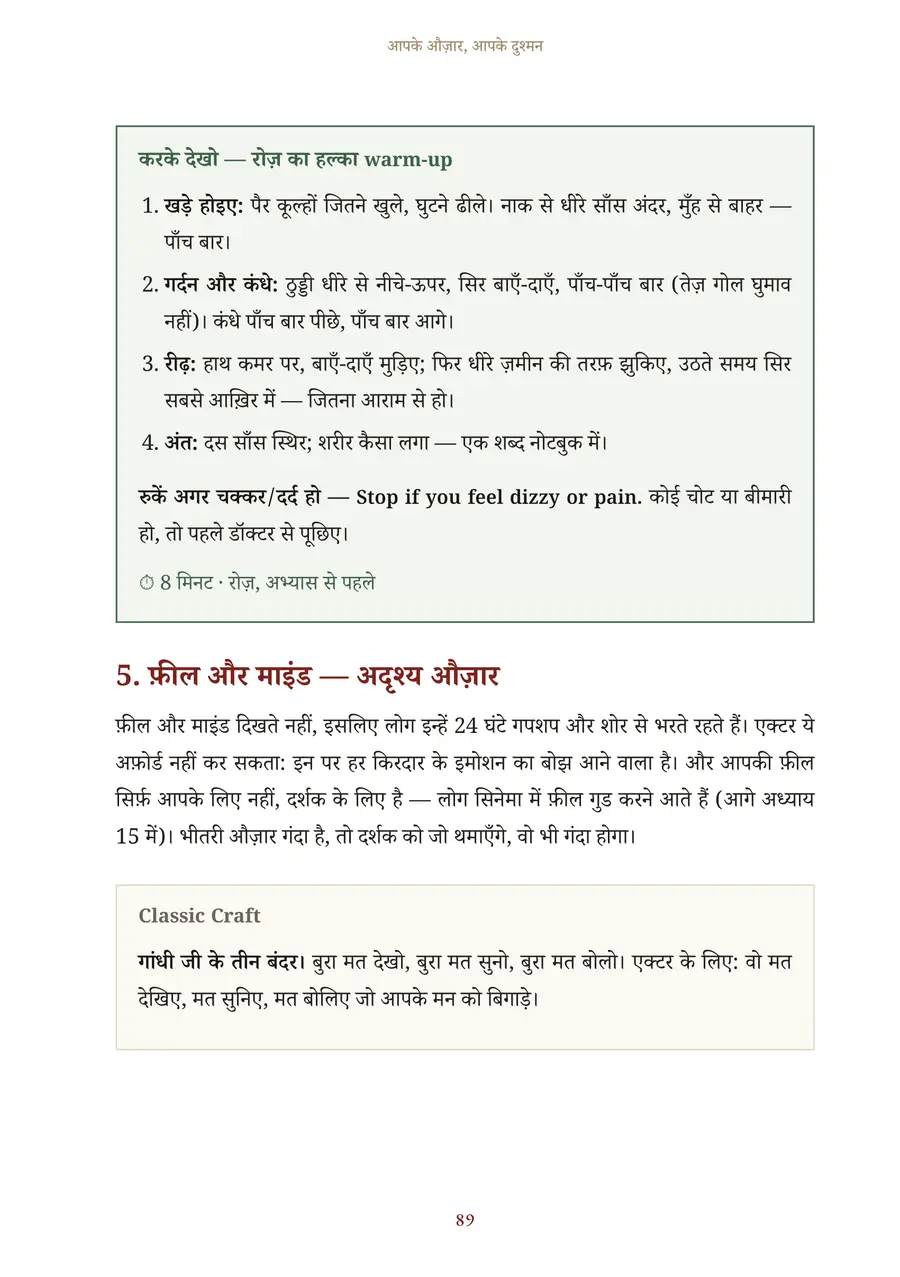 आपके औज़ार, आपके दुश्मन
करके देखो — रोज़ का हल्का warm-up
1. खड़े होइए: पैर कूल्हों जितने खुले, घुटने ढीले। नाक से धीरे साँस अंदर, मुँह से बाहर —
पाँच बार।
2. गर्दन और कंधे: ठुड्डी धीरे से नीचे-ऊपर, सिर बाएँ-दाएँ, पाँच-पाँच बार (तेज़ गोल घुमाव
नहीं)। कंधे पाँच बार पीछे, पाँच बार आगे।
3. रीढ़: हाथ कमर पर, बाएँ-दाएँ मुड़िए; फिर धीरे ज़मीन की तरफ़ झुकिए, उठते समय सिर
सबसे आख़िर में — जितना आराम से हो।
4. अंत: दस साँस स्थिर; शरीर कैसा लगा — एक शब्द नोटबुक में।
रुकें अगर चक्कर/दर्द हो — Stop if you feel dizzy or pain. कोई चोट या बीमारी
हो, तो पहले डॉक्टर से पूछिए।
⏱ 8 मिनट · रोज़, अभ्यास से पहले
5. फ़ील और माइंड — अदृश्य औज़ार
फ़ील और माइंड दिखते नहीं, इसलिए लोग इन्हें 24 घंटे गपशप और शोर से भरते रहते हैं। एक्टर ये
अफ़ोर्ड नहीं कर सकता: इन पर हर किरदार के इमोशन का बोझ आने वाला है। और आपकी फ़ील
सिर्फ़ आपके लिए नहीं, दर्शक के लिए है — लोग सिनेमा में फ़ील गुड करने आते हैं (आगे अध्याय
15 में)। भीतरी औज़ार गंदा है, तो दर्शक को जो थमाएँगे, वो भी गंदा होगा।
Classic Craft
गांधी जी के तीन बंदर। बुरा मत देखो, बुरा मत सुनो, बुरा मत बोलो। एक्टर के लिए: वो मत
देखिए, मत सुनिए, मत बोलिए जो आपके मन को बिगाड़े।
89